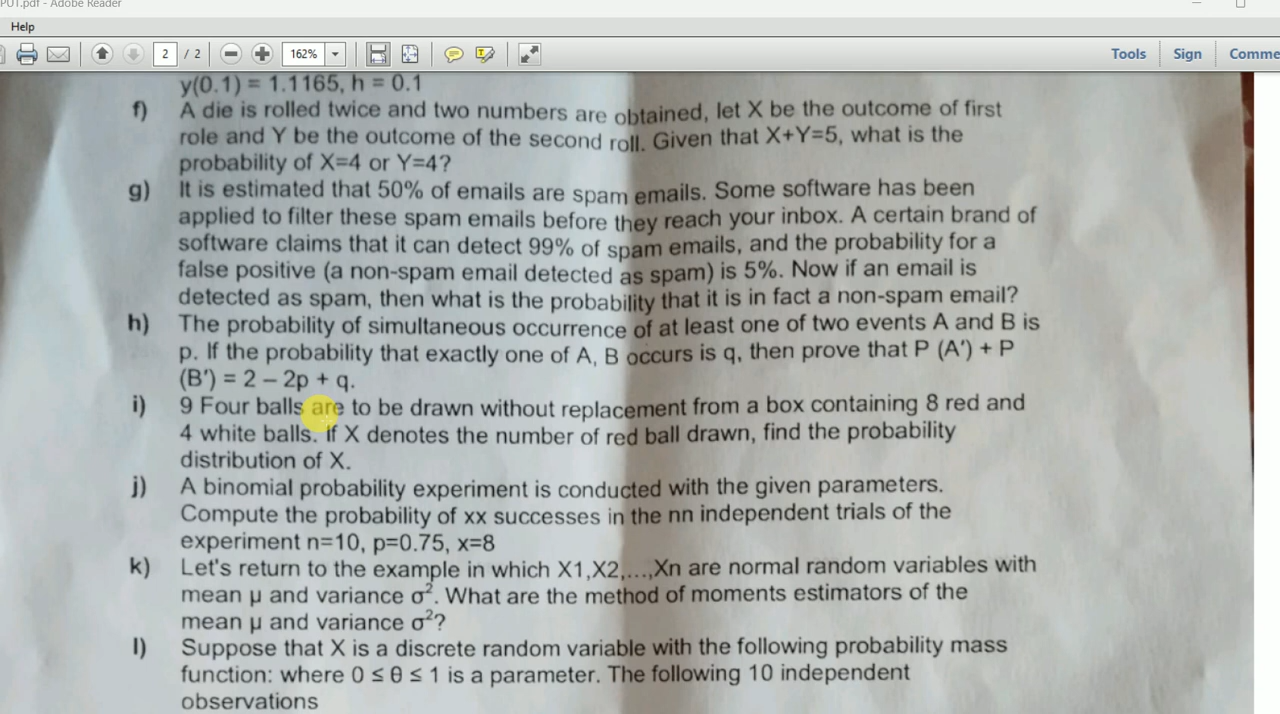 PUT.pdf - Adobe Reader
Help
2 / 2 162% Tools Sign
y(0.1) = 1.1165, h = 0.1
f) A die is rolled twice and two numbers are obtained, let X be the outcome of first
role and Y be the outcome of the second roll. Given that X+Y=5, what is the
probability of X=4 or Y=4?
g) It is estimated that 50% of emails are spam emails. Some software has been
applied to filter these spam emails before they reach your inbox. A certain brand of
software claims that it can detect 99% of spam emails, and the probability for a
false positive (a non-spam email detected as spam) is 5%. Now if an email is
detected as spam, then what is the probability that it is in fact a non-spam email?
h) The probability of simultaneous occurrence of at least one of two events A and B is
p. If the probability that exactly one of A, B occurs is q, then prove that P (A′) + P
(B′) = 2 – 2p + q.
i) 9 Four balls are to be drawn without replacement from a box containing 8 red and
4 white balls. If X denotes the number of red ball drawn, find the probability
distribution of X.
j) A binomial probability experiment is conducted with the given parameters.
Compute the probability of xx successes in the nn independent trials of the
experiment n=10, p=0.75, x=8
k) Let's return to the example in which X1,X2,...,Xn are normal random variables with
mean μ and variance σ². What are the method of moments estimators of the
mean μ and variance σ²?
l) Suppose that X is a discrete random variable with the following probability mass
function: where 0 ≤ θ ≤ 1 is a parameter. The following 10 independent
observations